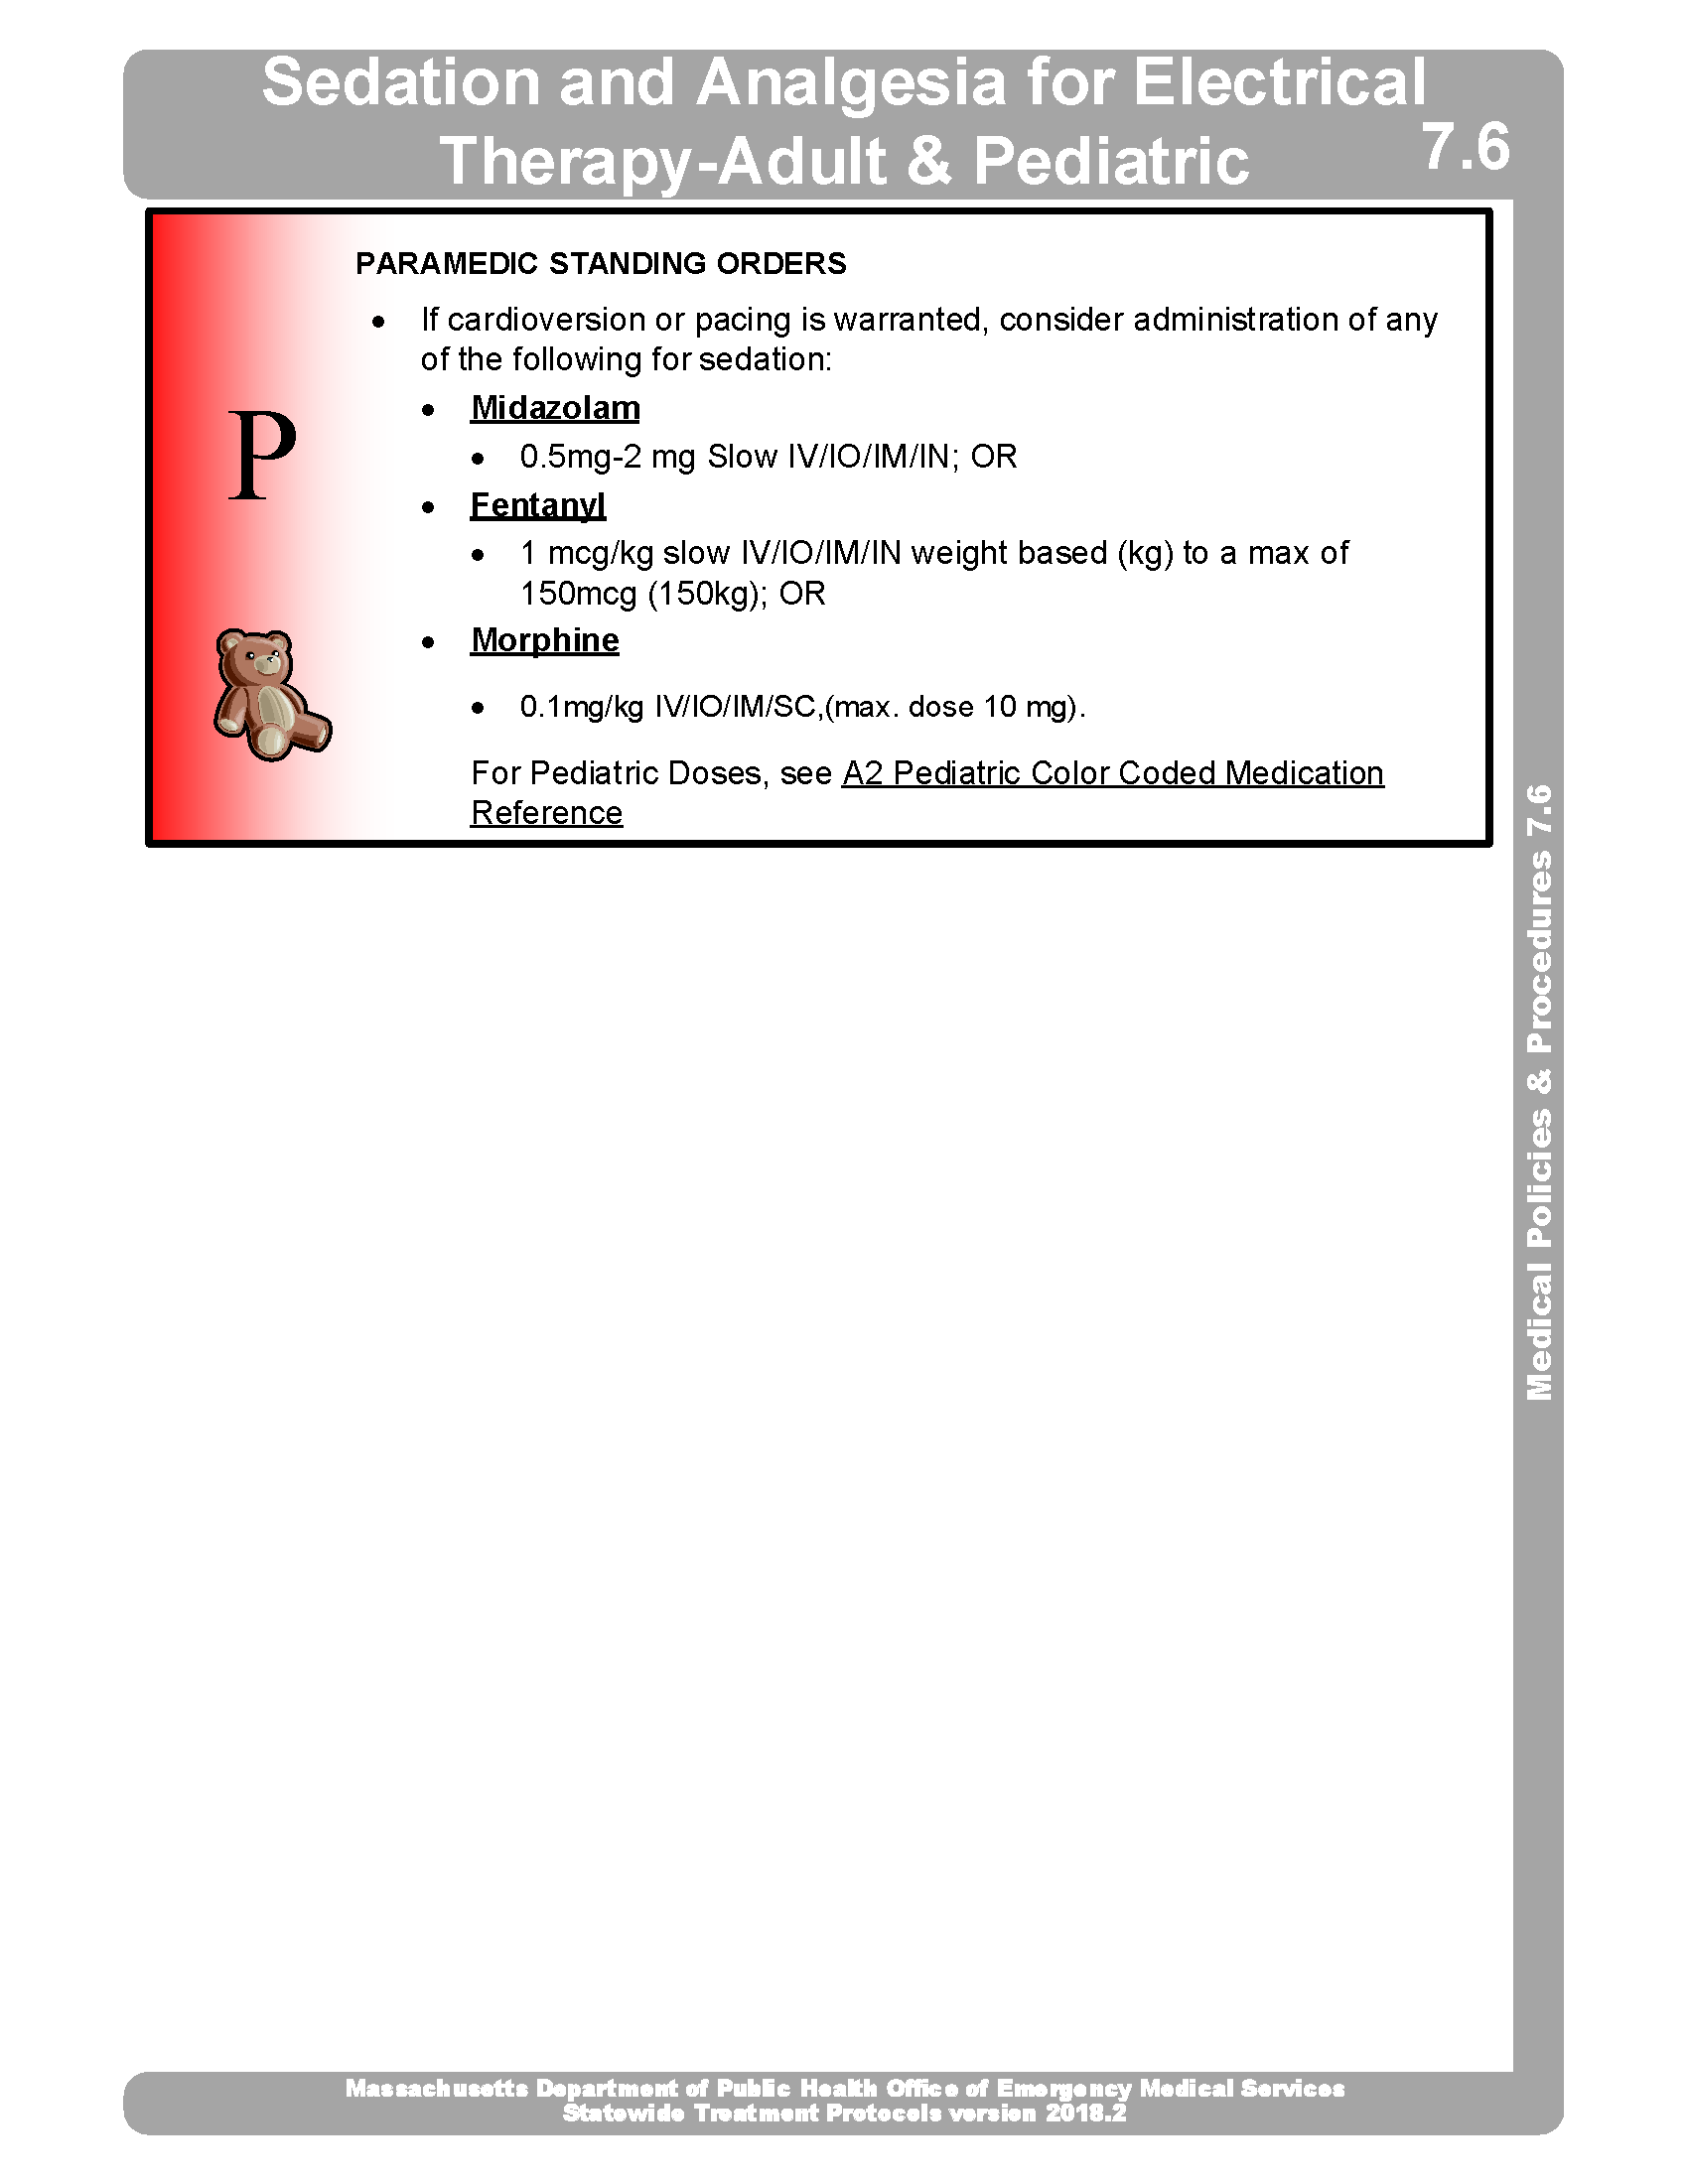 Sedation and Analgesia for Electrical
Therapy-Adult & Pediatric
7.6
PARAMEDIC STANDING ORDERS
• If cardioversion or pacing is warranted, consider administration of any
of the following for sedation:
• Midazolam
• 0.5mg-2 mg Slow IV/IO/IM/IN; OR
• Fentanyl
• 1 mcg/kg slow IV/IO/IM/IN weight based (kg) to a max of
150mcg (150kg); OR
• Morphine
• 0.1mg/kg IV/IO/IM/SC,(max. dose 10 mg).
For Pediatric Doses, see A2 Pediatric Color Coded Medication
Reference
P
Medical Policies & Procedures 7.6
Massachusetts Department of Public Health Office of Emergency Medical Services
Statewide Treatment Protocols version 2018.2